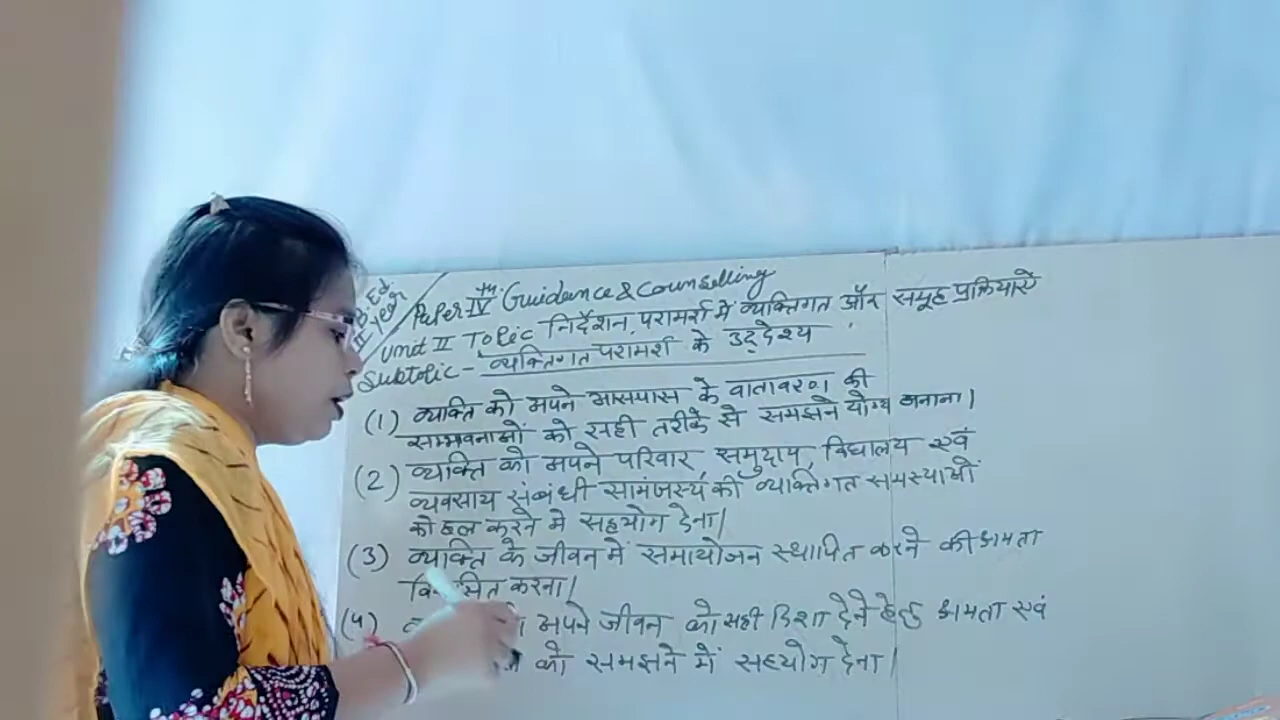 B.Ed.
Paper IVth. Guidance & Counselling
Unit II Topic निर्देशन, परामर्श में व्यक्तिगत और समूह प्रक्रियाऐ
Subtopic - व्यक्तिगत परामर्श के उद्देश्य
(1) व्यक्ति को अपने आसपास के वातावरण की
सम्भवनाओं को सही तरीके से समझने योग्य बनाना।
(2) व्यक्ति को अपने परिवार, समुदाय, विद्यालय एवं
व्यवसाय संबंधी सामंजस्य की व्यक्तिगत समस्याओं
को हल करने मे सहयोग देना।
(3) व्यक्ति के जीवन में समायोजन स्थापित करने की क्षमता
करना।
(4) अपने जीवन को सही दिशा देने हेतु क्षमता एवं
को समझने में सहयोग देना।